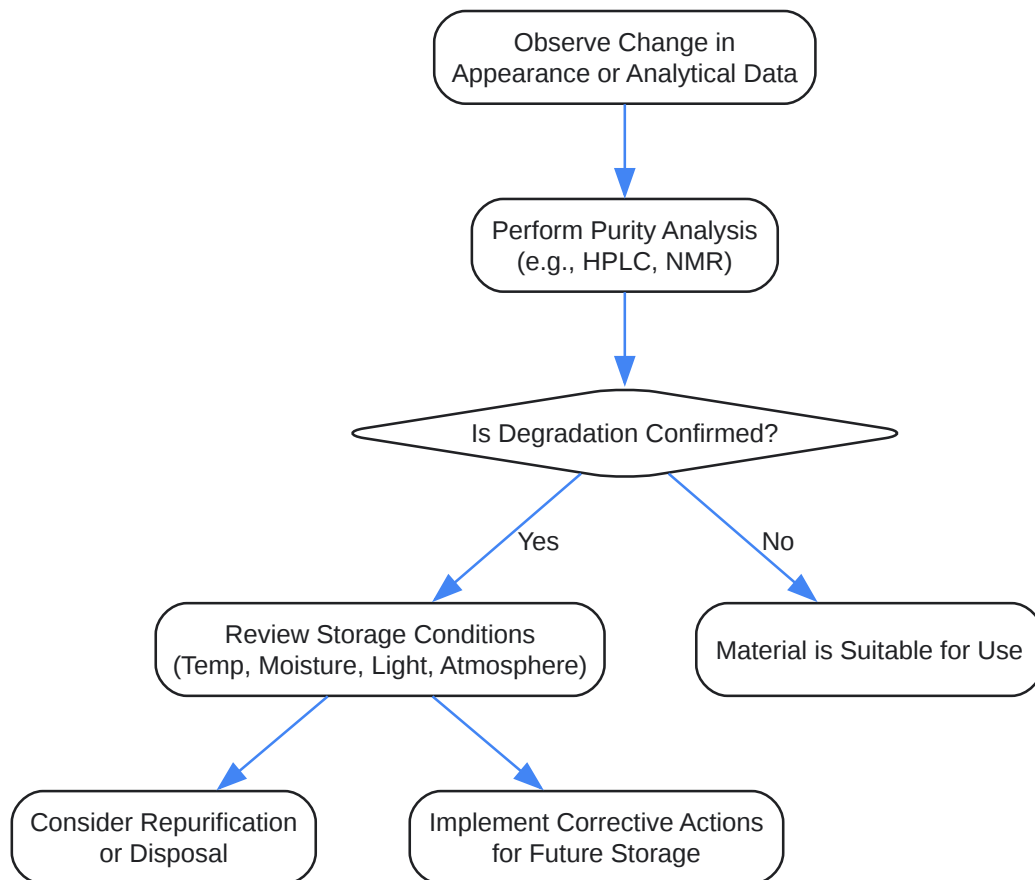 Observe Change in
Appearance or Analytical Data
Perform Purity Analysis
(e.g., HPLC, NMR)
Is Degradation Confirmed?
Yes
No
Review Storage Conditions
(Temp, Moisture, Light, Atmosphere)
Material is Suitable for Use
Consider Repurification
or Disposal
Implement Corrective Actions
for Future Storage